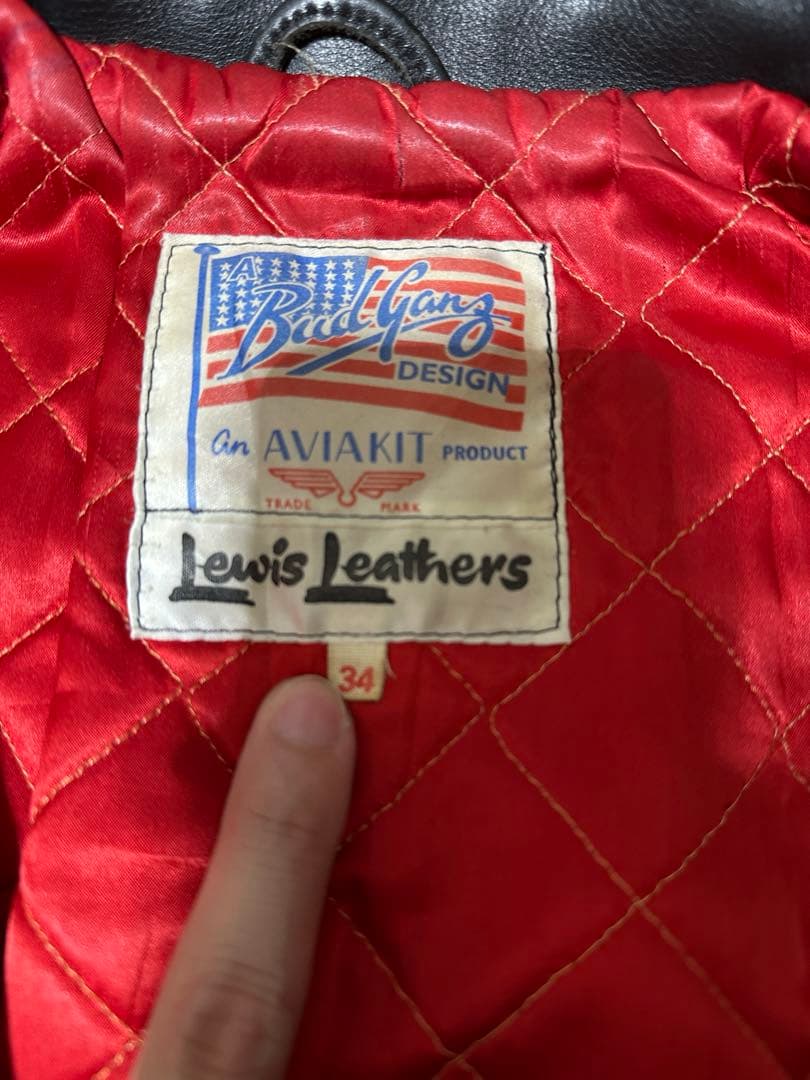 A
Bud Ganz
DESIGN
An AVIAKIT PRODUCT
TRADE MARK
Lewis Leathers
34